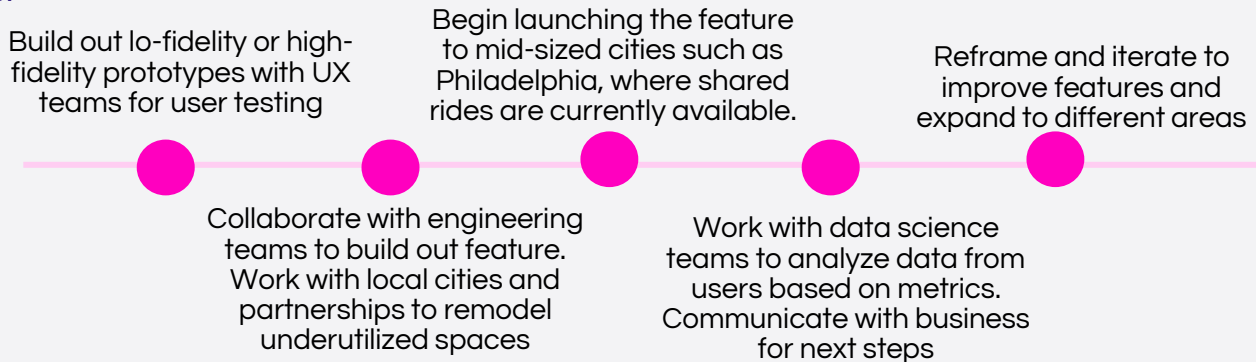 Build out lo-fidelity or high-
fidelity prototypes with UX
teams for user testing
Collaborate with engineering
teams to build out feature.
Work with local cities and
partnerships to remodel
underutilized spaces
Begin launching the feature
to mid-sized cities such as
Philadelphia, where shared
rides are currently available.
Work with data science
teams to analyze data from
users based on metrics.
Communicate with business
for next steps
Reframe and iterate to
improve features and
expand to different areas